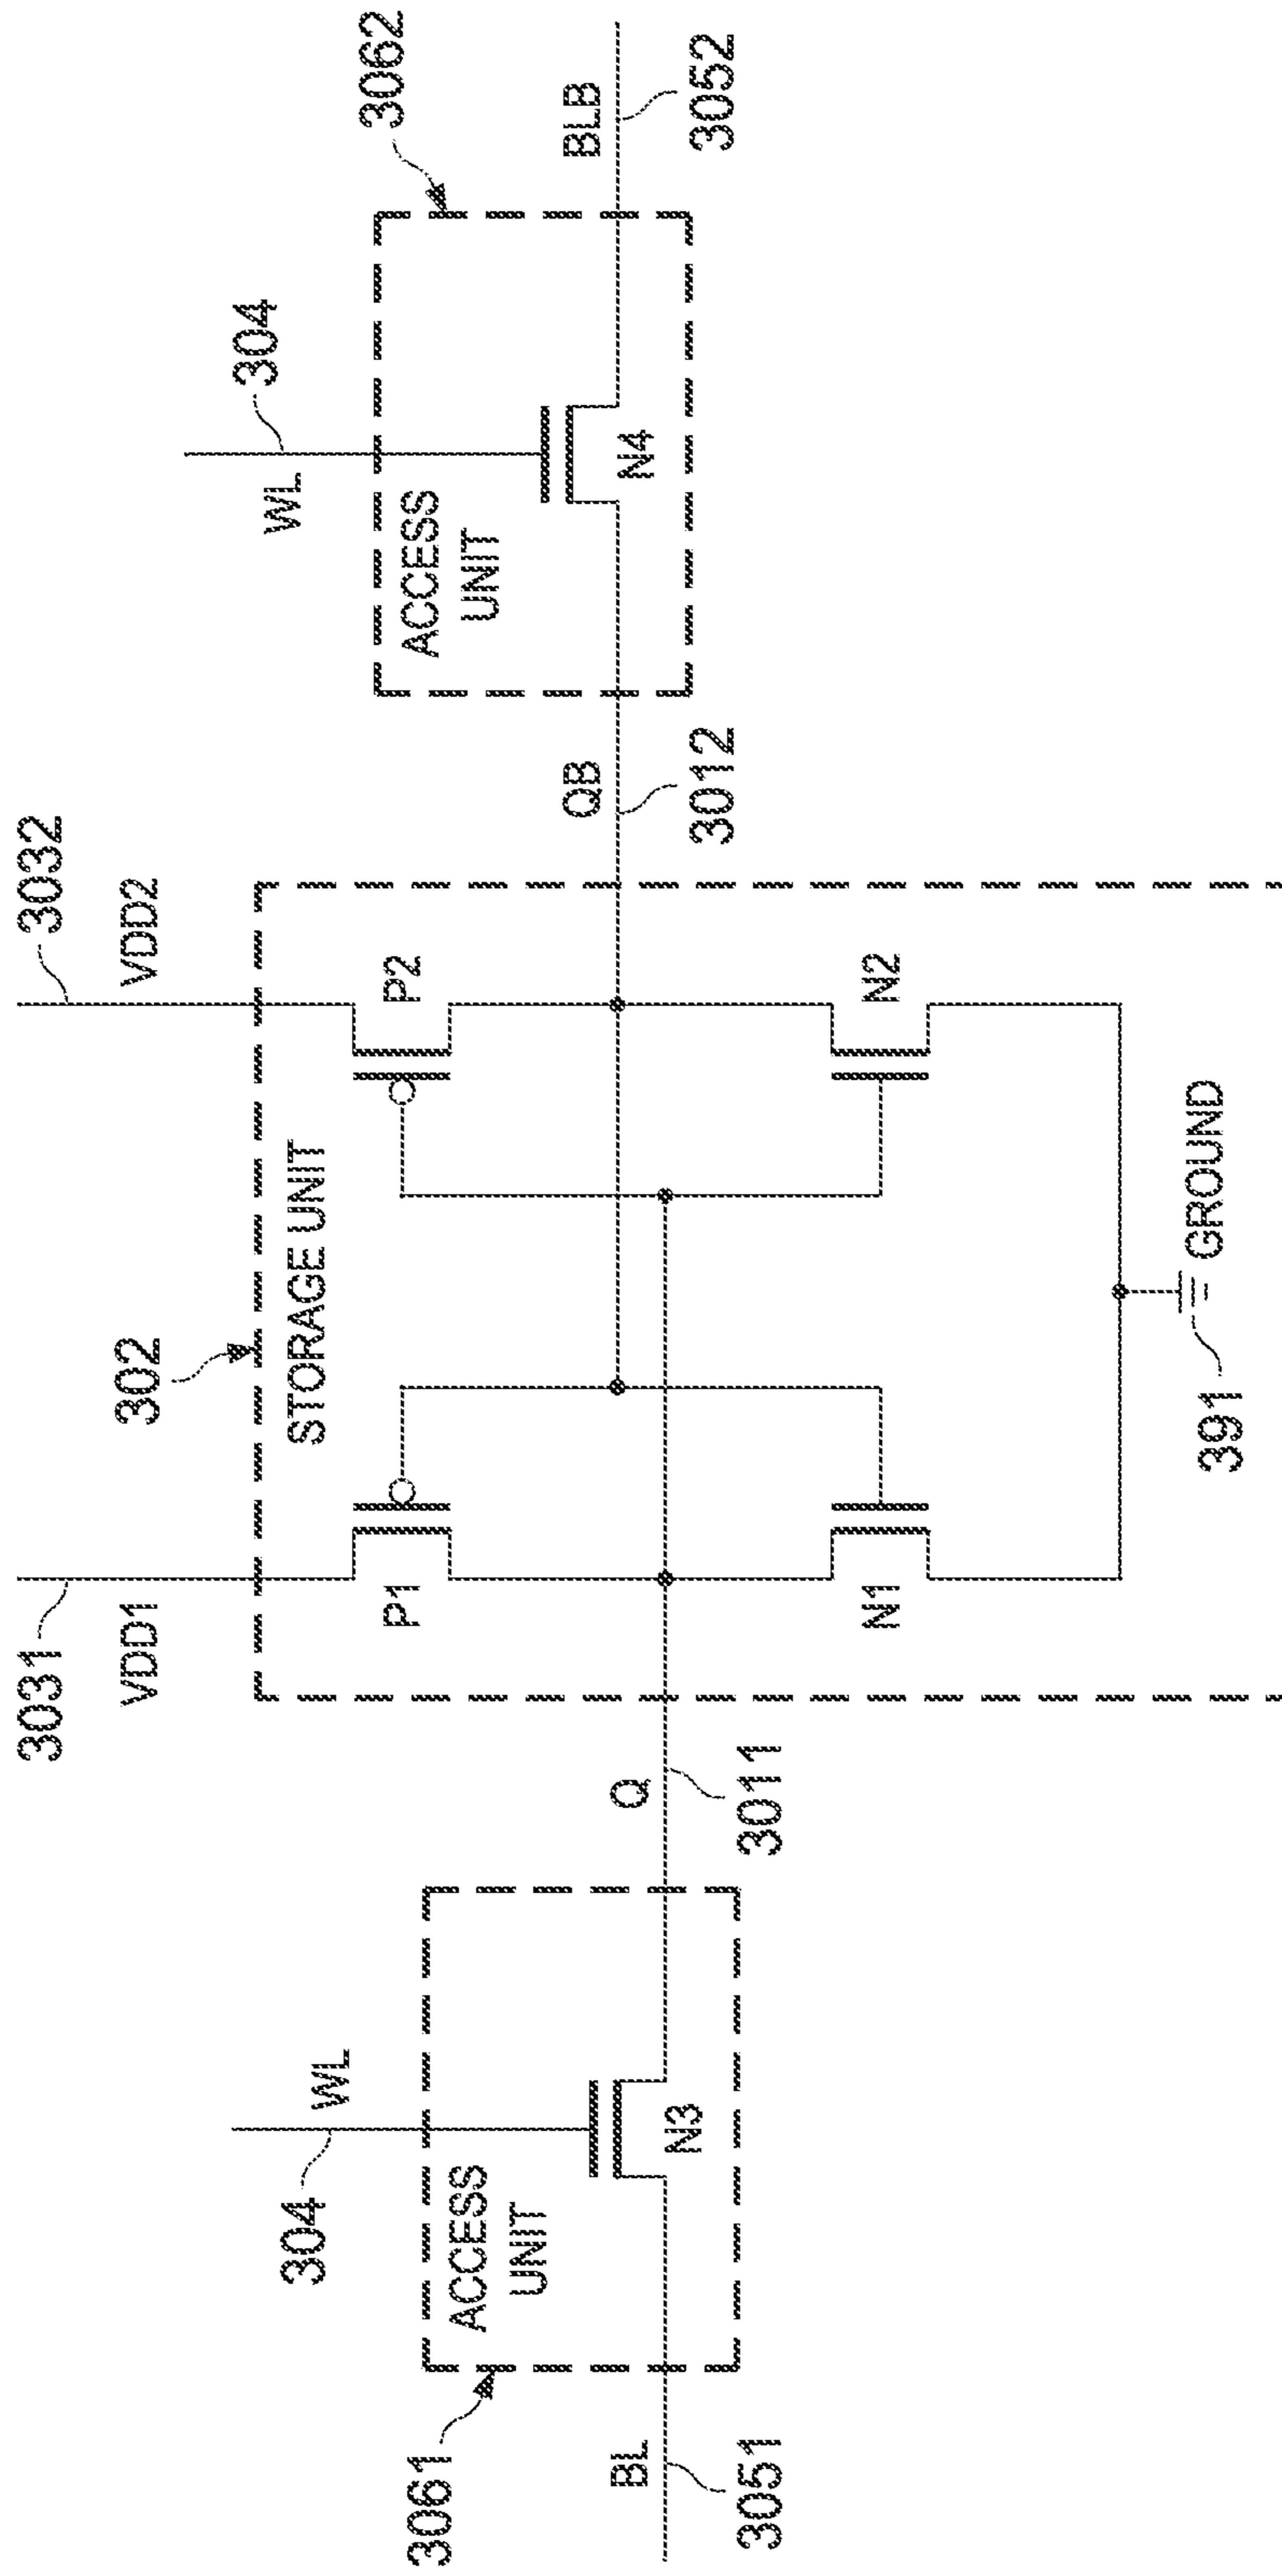 3031
VDD1
302
3032
VDD2
304
WL
304
WL
3062
STORAGE UNIT
ACCESS
UNIT
ACCESS
UNIT
3061
P1
P2
BL
Q
QB
BLB
3051
N3
3011
3012
N4
3052
N1
N2
391
GROUND